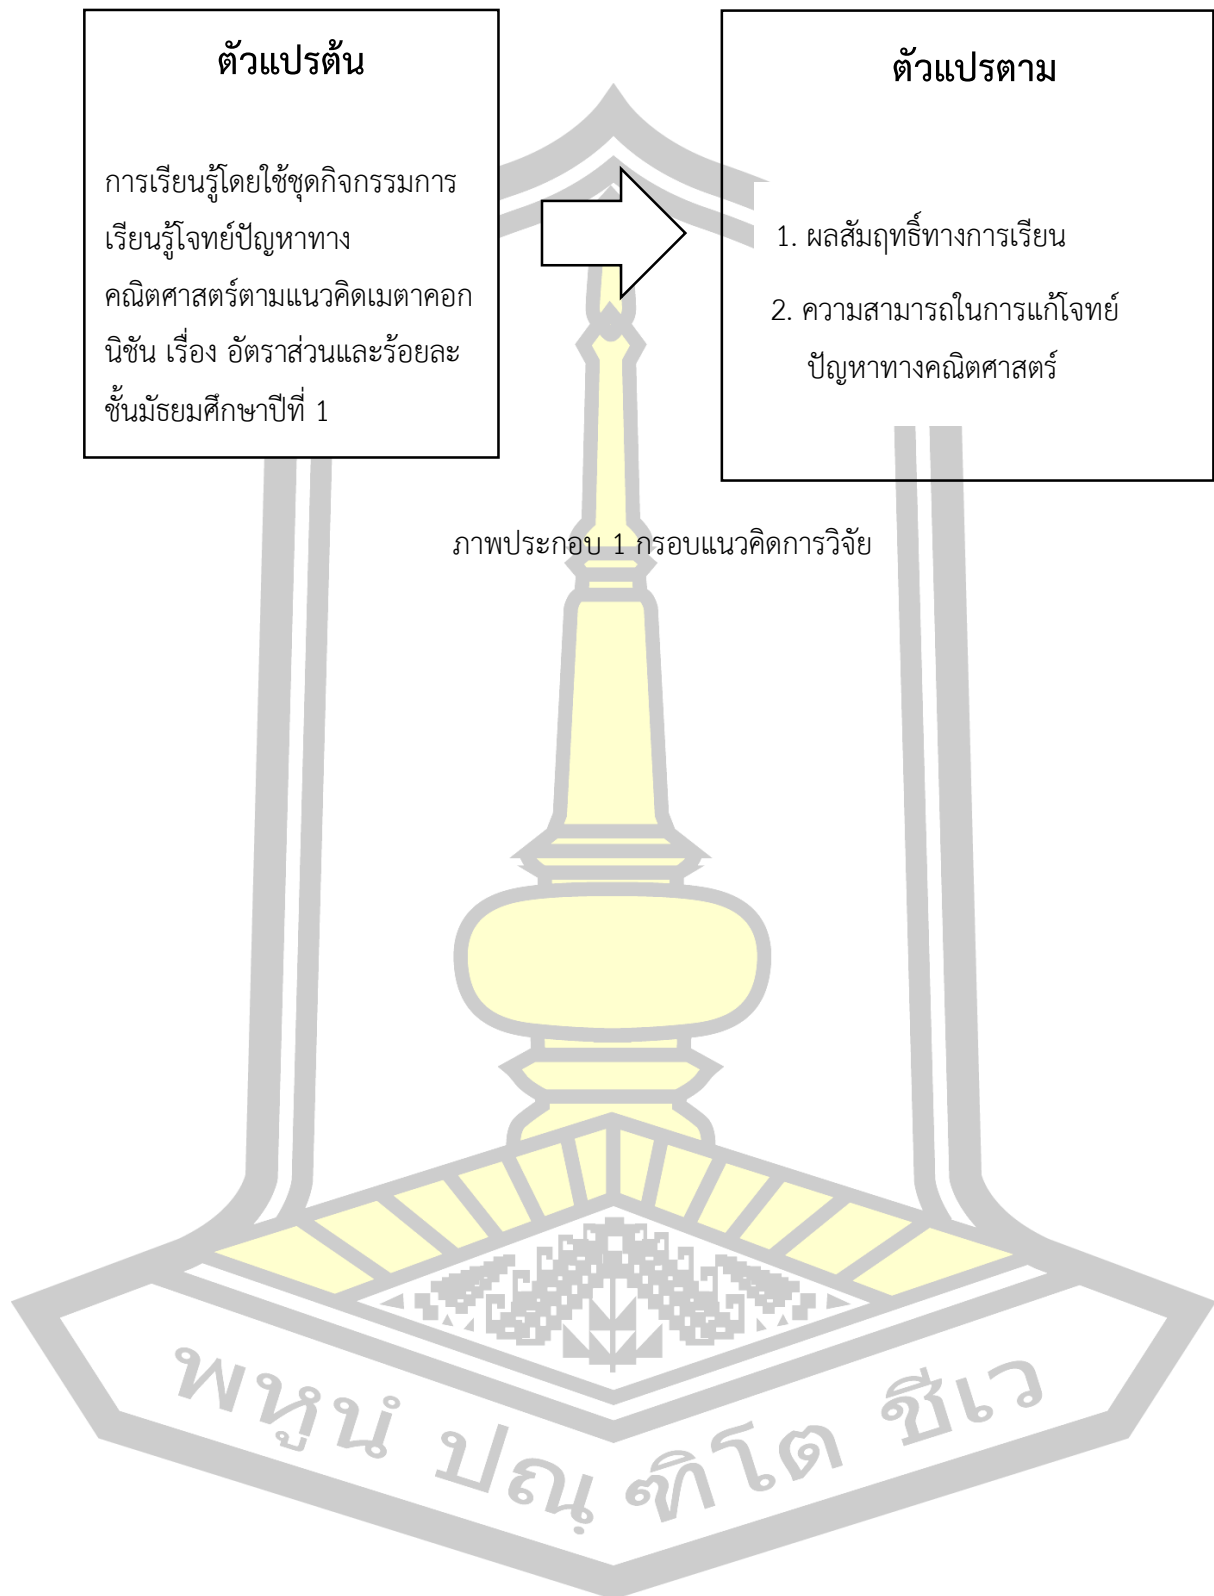 ตัวแปรต้น
การเรียนรู้โดยใช้ชุดกิจกรรมการ
เรียนรู้โจทย์ปัญหาทาง
คณิตศาสตร์ตามแนวคิดเมตาคอก
นิชัน เรื่อง อัตราส่วนและร้อยละ
ชั้นมัธยมศึกษาปีที่ 1
ตัวแปรตาม
1. ผลสัมฤทธิ์ทางการเรียน
2. ความสามารถในการแก้โจทย์
ปัญหาทางคณิตศาสตร์
ภาพประกอบ 1 กรอบแนวคิดการวิจัย
พหูนํ ปณฺ ฑิโต ชีเว